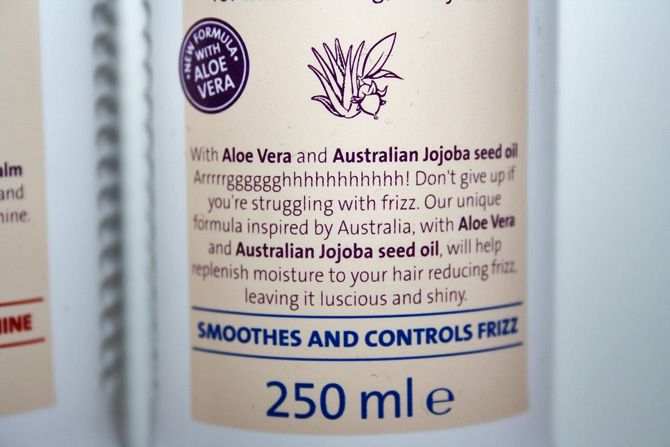 NEW FORMULA
WITH
ALOE
VERA
With Aloe Vera and Australian Jojoba seed oil
Arrrrrgggggghhhhhhhhhhh! Don't give up if
you're struggling with frizz. Our unique
formula inspired by Australia, with Aloe Vera
and Australian Jojoba seed oil, will help
replenish moisture to your hair reducing frizz,
leaving it luscious and shiny.
SMOOTHES AND CONTROLS FRIZZ
250 ml e
and